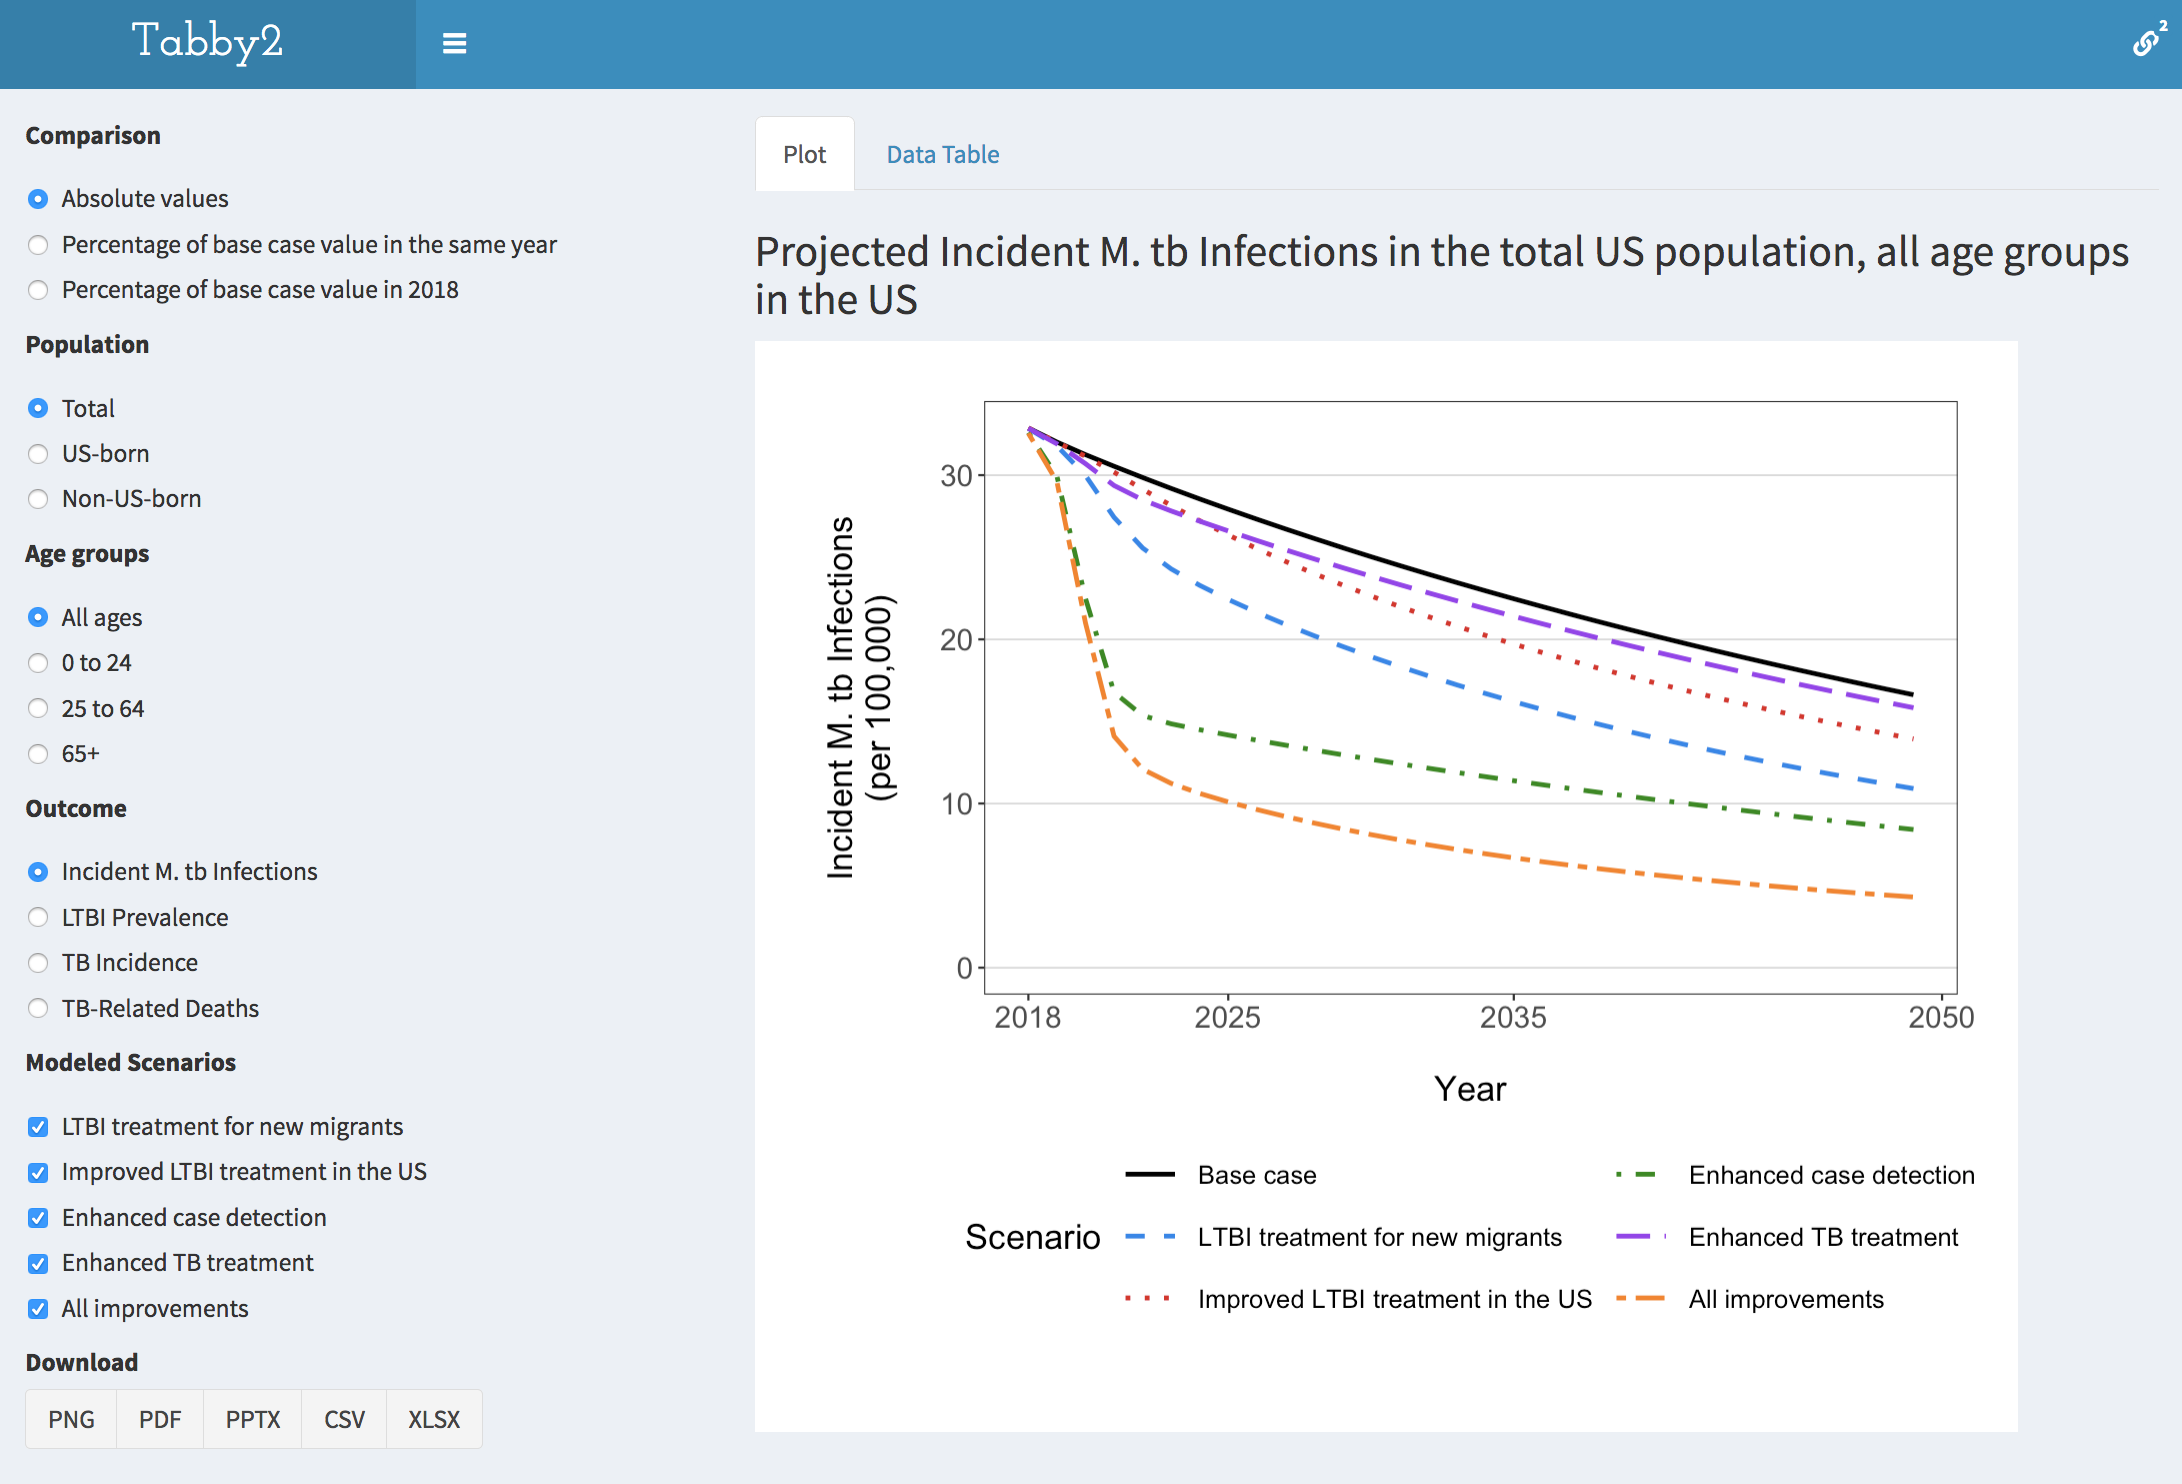 Tabby2
2
Comparison
Absolute values
Percentage of base case value in the same year
Percentage of base case value in 2018
Population
Total
US-born
Non-US-born
Age groups
All ages
0 to 24
25 to 64
65+
Outcome
Incident M. tb Infections
LTBI Prevalence
TB Incidence
TB-Related Deaths
Modeled Scenarios
LTBI treatment for new migrants
Improved LTBI treatment in the US
Enhanced case detection
Enhanced TB treatment
All improvements
Download
PNG PDF PPTX CSV XLSX
Plot Data Table
Projected Incident M. tb Infections in the total US population, all age groups
in the US
Incident M. tb Infections
(per 100,000)
30
20
10
0
2018 2025 2035 2050
Year
Scenario
Base case
LTBI treatment for new migrants
Improved LTBI treatment in the US
Enhanced case detection
Enhanced TB treatment
All improvements